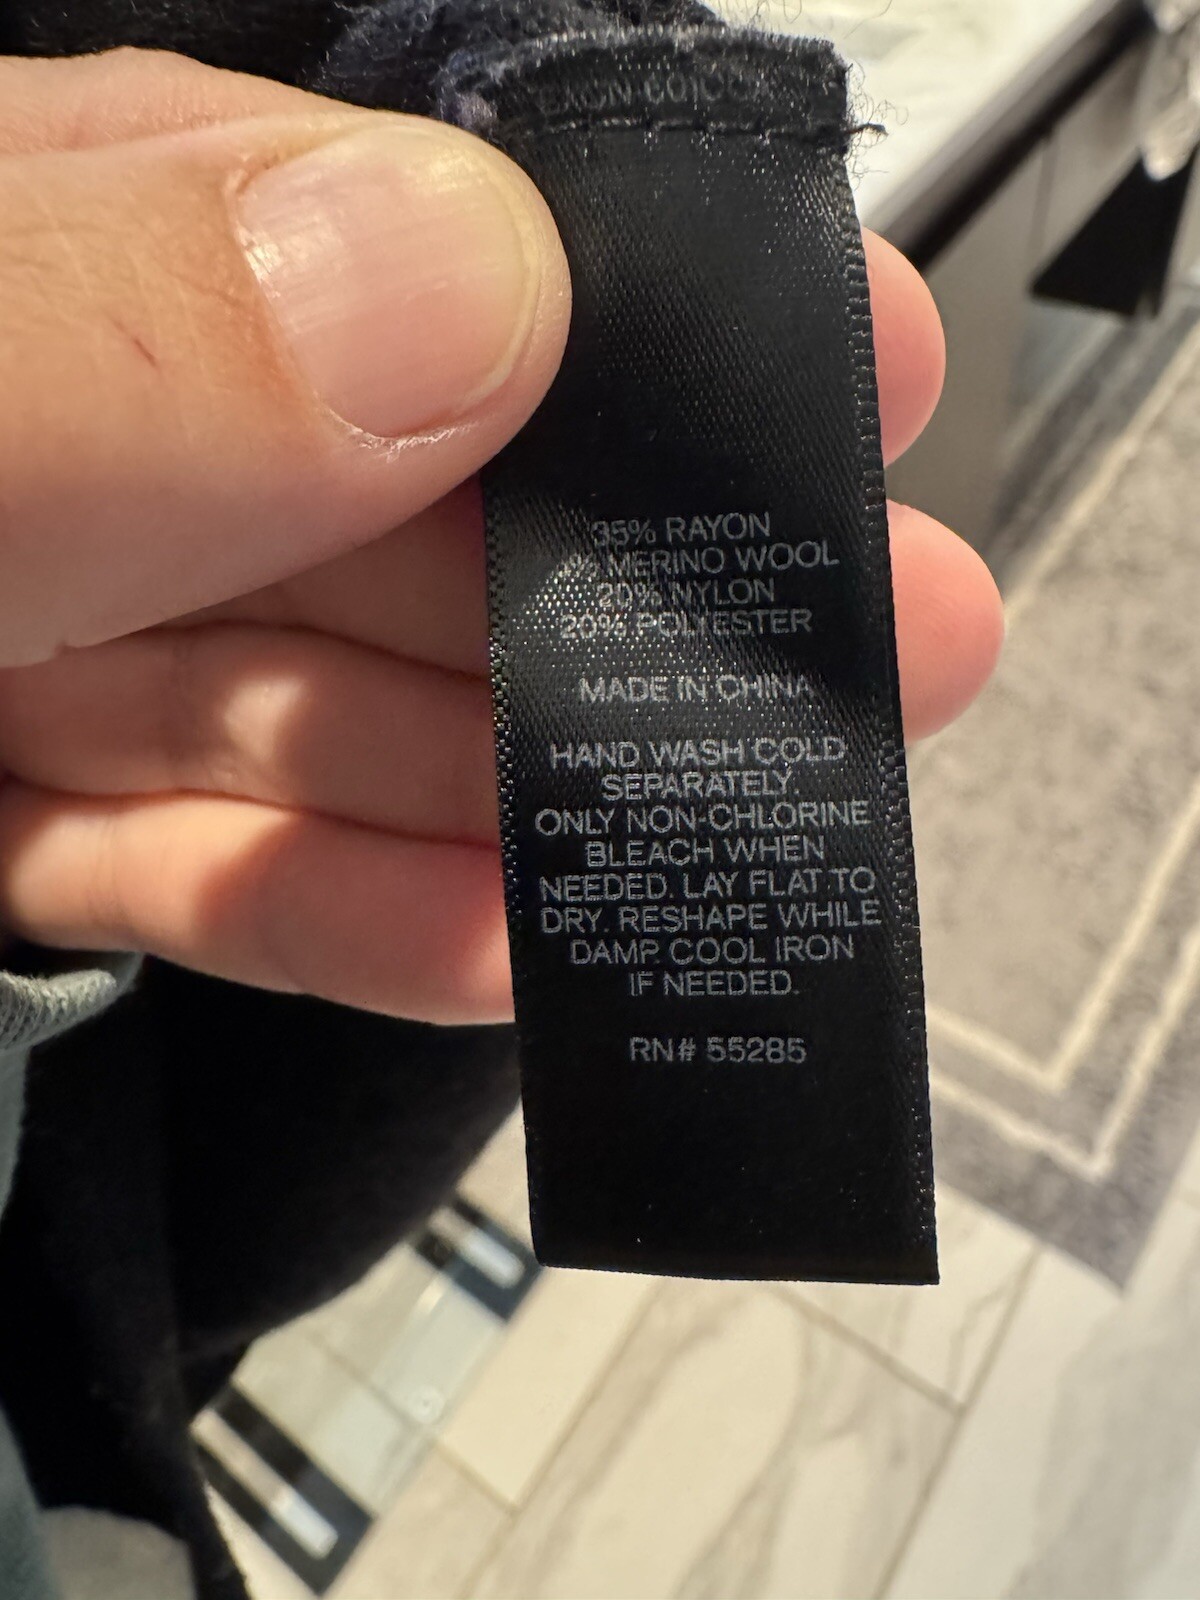 35% RAYON
% MERINO WOOL
20% NYLON
20% POLYESTER
MADE IN CHINA
HAND WASH COLD
SEPARATELY.
ONLY NON-CHLORINE
BLEACH WHEN
NEEDED. LAY FLAT TO
DRY. RESHAPE WHILE
DAMP. COOL IRON
IF NEEDED.
RN# 55285